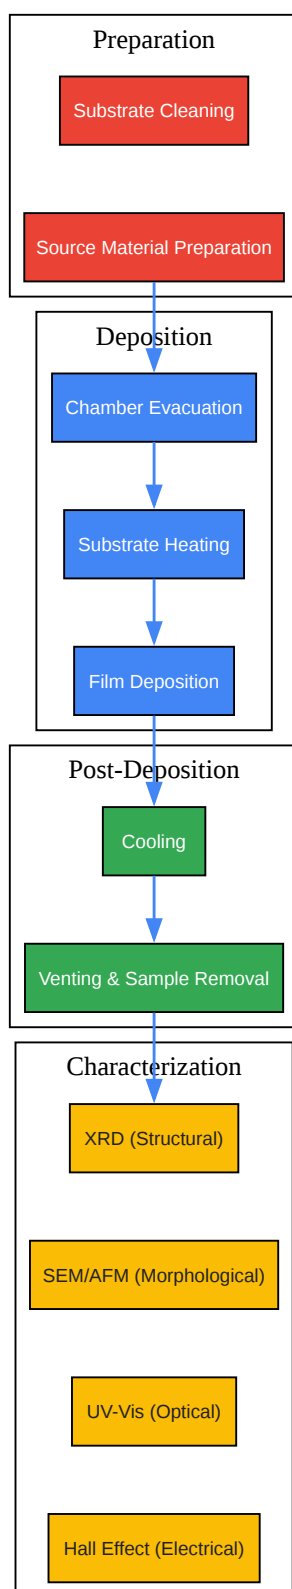 Preparation
Substrate Cleaning
Source Material Preparation
Deposition
Chamber Evacuation
Substrate Heating
Film Deposition
Post-Deposition
Cooling
Venting & Sample Removal
Characterization
XRD (Structural)
SEM/AFM (Morphological)
UV-Vis (Optical)
Hall Effect (Electrical)